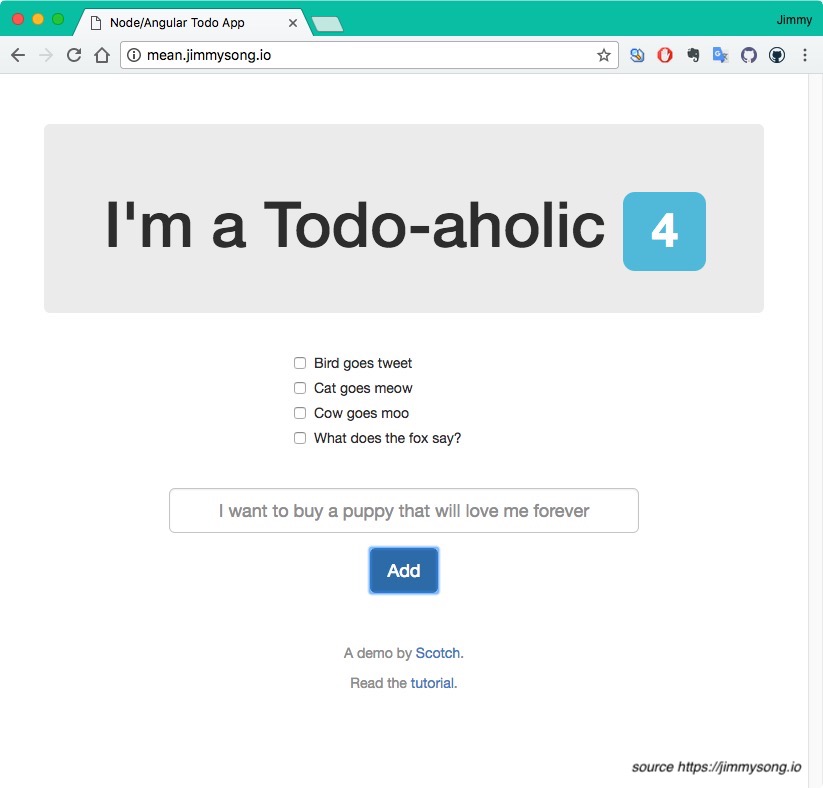 Node/Angular Todo App
Jimmy
mean.jimmysong.io
I'm a Todo-aholic 4
Bird goes tweet
Cat goes meow
Cow goes moo
What does the fox say?
I want to buy a puppy that will love me forever
Add
A demo by Scotch.
Read the tutorial.
source https://jimmysong.io